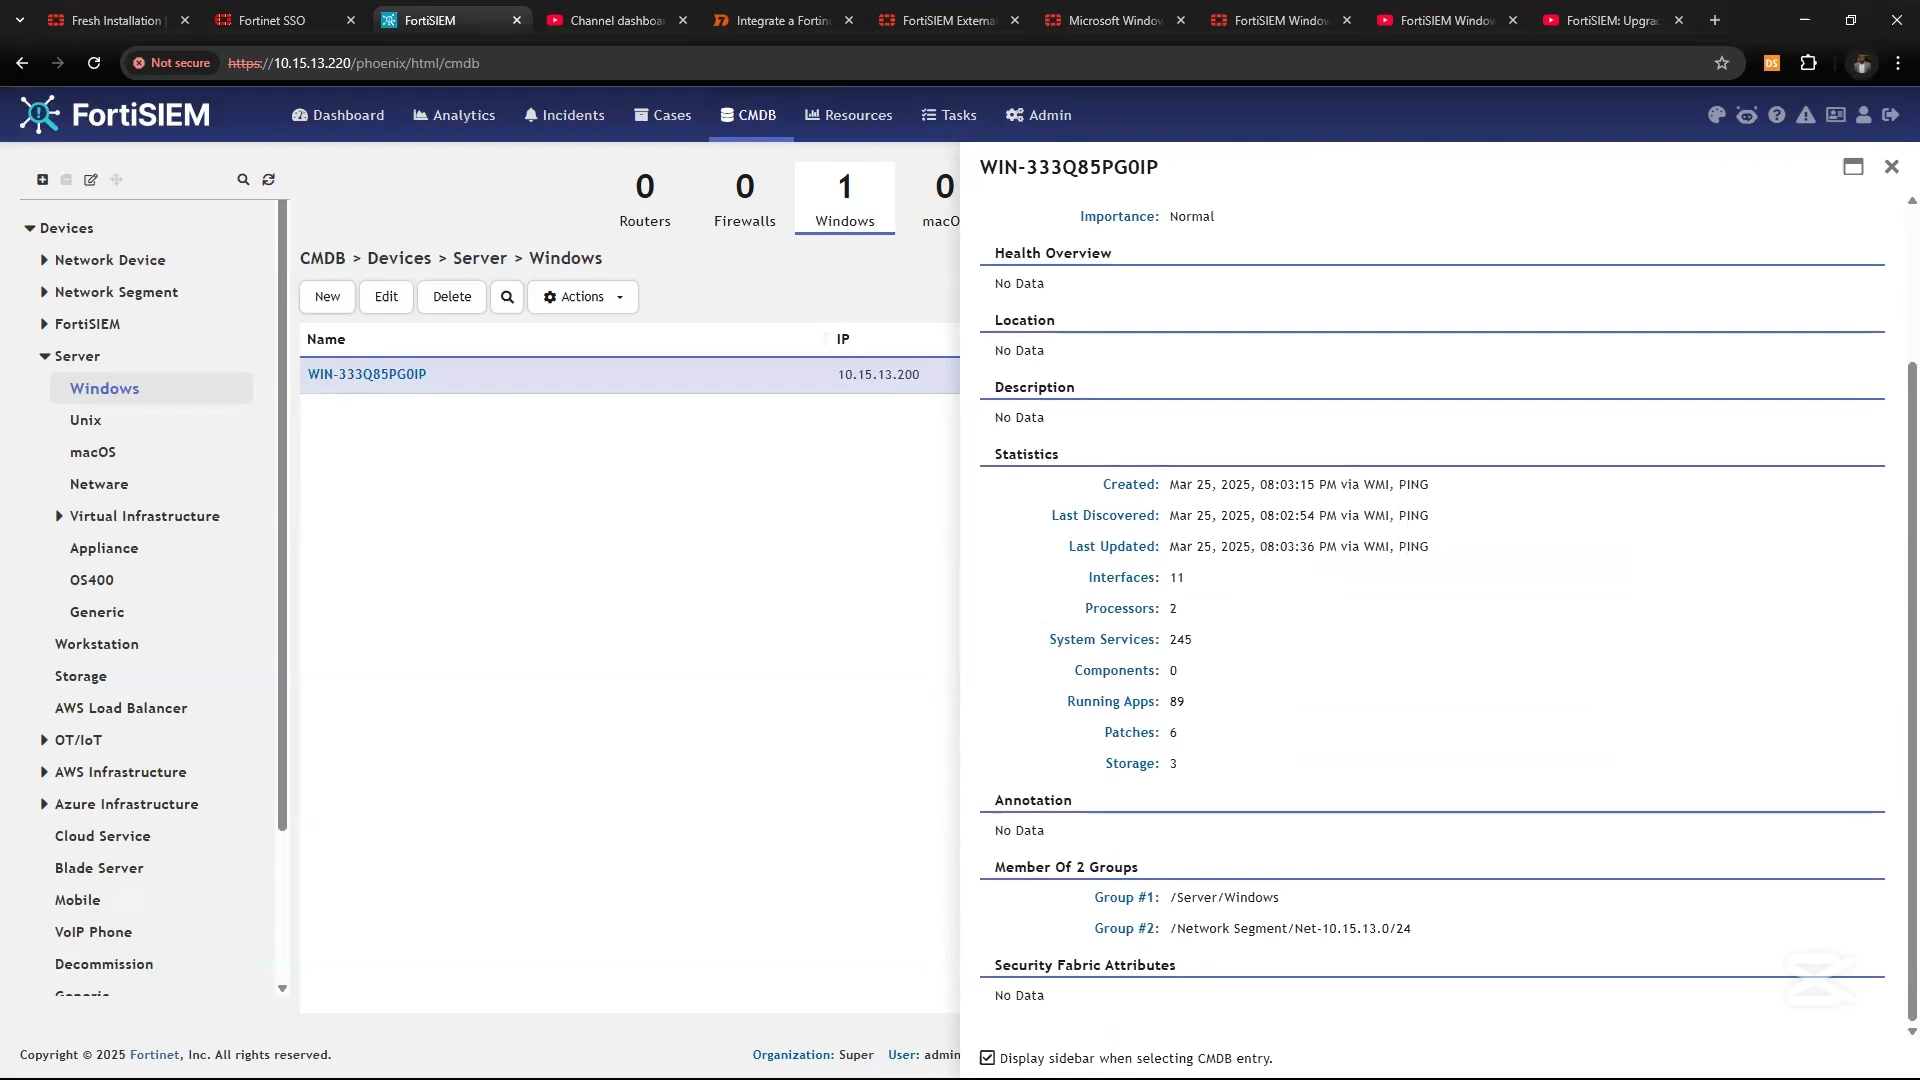 Fresh Installation
Fortinet SSO
FortiSIEM
Channel dashboa
Integrate a Fortin
FortiSIEM Externa
Microsoft Window
FortiSIEM Window
FortiSIEM Window
FortiSIEM: Upgra
Not secure
https://10.15.13.220/phoenix/html/cmdb
DS
FortiSIEM
Dashboard
Analytics
Incidents
Cases
CMDB
Resources
Tasks
Admin
Devices
Network Device
Network Segment
FortiSIEM
Server
Windows
Unix
macOS
Netware
Virtual Infrastructure
Appliance
OS400
Generic
Workstation
Storage
AWS Load Balancer
OT/IoT
AWS Infrastructure
Azure Infrastructure
Cloud Service
Blade Server
Mobile
VoIP Phone
Decommission
Generic
0
Routers
0
Firewalls
1
Windows
0
macO
CMDB > Devices > Server > Windows
New
Edit
Delete
Actions
Name IP
WIN-333Q85PG0IP 10.15.13.200
WIN-333Q85PG0IP
Importance: Normal
Health Overview
No Data
Location
No Data
Description
No Data
Statistics
Created: Mar 25, 2025, 08:03:15 PM via WMI, PING
Last Discovered: Mar 25, 2025, 08:02:54 PM via WMI, PING
Last Updated: Mar 25, 2025, 08:03:36 PM via WMI, PING
Interfaces: 11
Processors: 2
System Services: 245
Components: 0
Running Apps: 89
Patches: 6
Storage: 3
Annotation
No Data
Member Of 2 Groups
Group #1: /Server/Windows
Group #2: /Network Segment/Net-10.15.13.0/24
Security Fabric Attributes
No Data
Display sidebar when selecting CMDB entry.
Copyright © 2025 Fortinet, Inc. All rights reserved.
Organization: Super User: admin